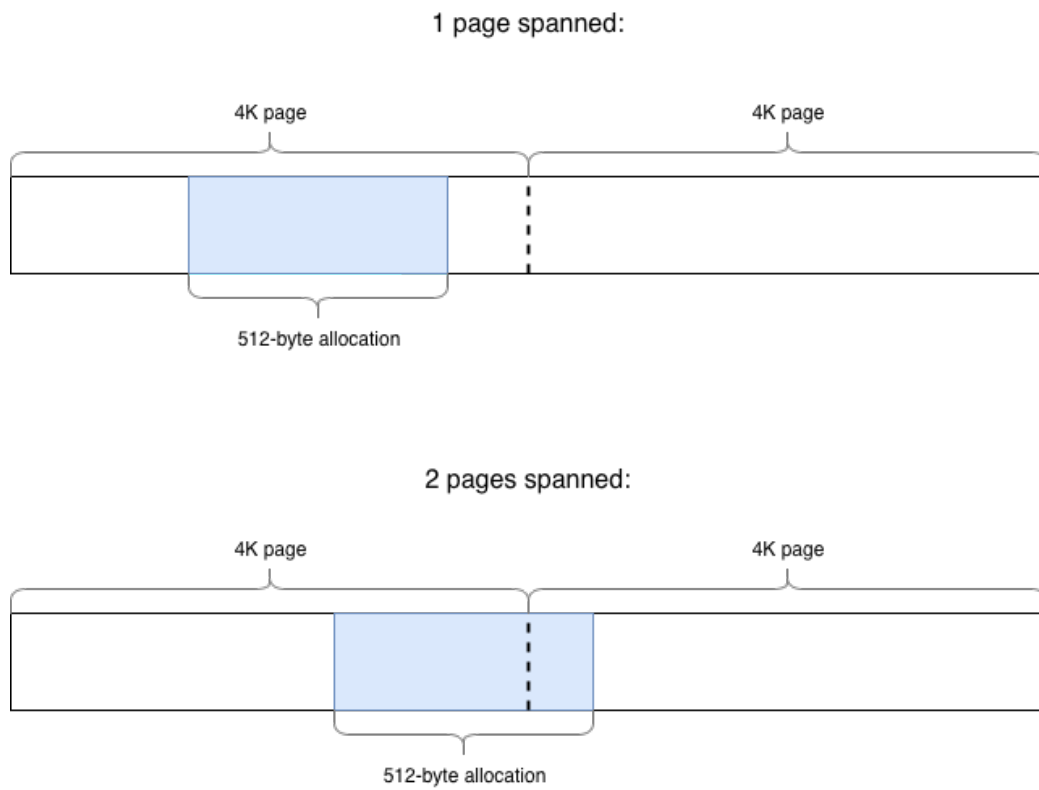 1 page spanned:
4K page
4K page
512-byte allocation
2 pages spanned:
4K page
4K page
512-byte allocation